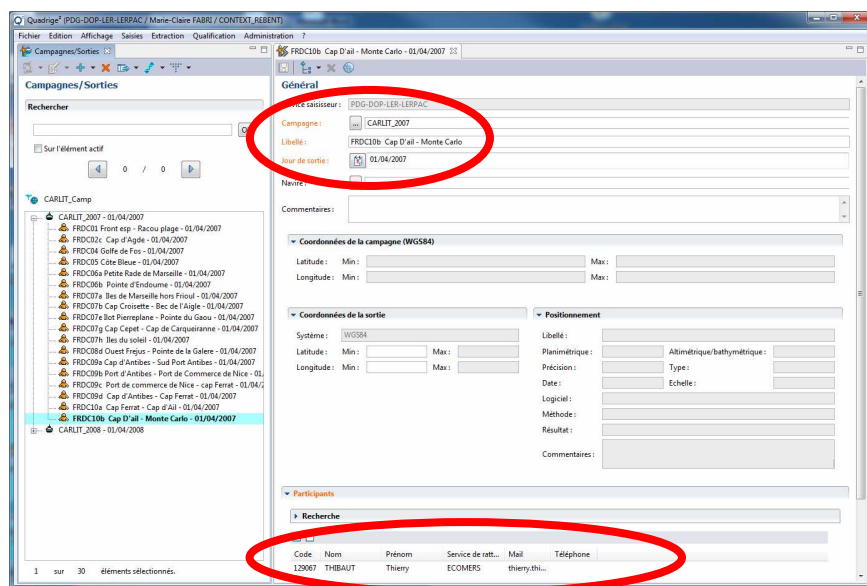 Quadrige² (PDG-DOP-LER-LERPAC / Marie-Claire FABRI / CONTEXT_REBENT)
Fichier Edition Affichage Saisies Extraction Qualification Administration ?
Campagnes/Sorties
Campagnes/Sorties
Rechercher
Sur l'élément actif
0 / 0
CARLIT_Camp
CARLIT_2007 - 01/04/2007
FRDC01 Front esp - Racou plage - 01/04/2007
FRDC02c Cap d'Agde - 01/04/2007
FRDC04 Golfe de Fos - 01/04/2007
FRDC05 Côte Bleue - 01/04/2007
FRDC06a Petite Rade de Marseille - 01/04/2007
FRDC06b Pointe d'Endoume - 01/04/2007
FRDC07a Iles de Marseille hors Frioul - 01/04/2007
FRDC07b Cap Croisette - Bec de l'Aigle - 01/04/2007
FRDC07e Ilot Pierreplane - Pointe du Gaou - 01/04/2007
FRDC07g Cap Cepet - Cap de Carqueiranne - 01/04/2007
FRDC07h Iles du soleil - 01/04/2007
FRDC08d Ouest Frejus - Pointe de la Galere - 01/04/2007
FRDC09a Cap d'Antibes - Sud Port Antibes - 01/04/2007
FRDC09b Port d'Antibes - Port de Commerce de Nice - 01,
FRDC09c Port de commerce de Nice - cap Ferrat - 01/04/2
FRDC09d Cap d'Antibes - Cap Ferrat - 01/04/2007
FRDC10a Cap Ferrat - Cap d'Ail - 01/04/2007
FRDC10b Cap D'ail - Monte Carlo - 01/04/2007
CARLIT_2008 - 01/04/2008
1 sur 30 éléments sélectionnés.
FRDC10b Cap D'ail - Monte Carlo - 01/04/2007
Général
saisisseur : PDG-DOP-LER-LERPAC
Campagne : ... CARLIT_2007
Libellé : FRDC10b Cap D'ail - Monte Carlo
Jour de sortie : 01/04/2007
Navire :
Commentaires :
Coordonnées de la campagne (WGS84)
Latitude : Min : Max :
Longitude : Min : Max :
Coordonnées de la sortie
Système : WGS84
Latitude : Min : Max :
Longitude : Min : Max :
Positionnement
Libellé :
Planimétrique : Altimétrique/bathymétrique :
Précision : Type :
Date : Echelle :
Logiciel :
Méthode :
Résultat :
Commentaires :
Participants
Recherche
Code Nom Prénom Service de ratt... Mail Téléphone
129067 THIBAUT Thierry ECOMERS thierry.thi...